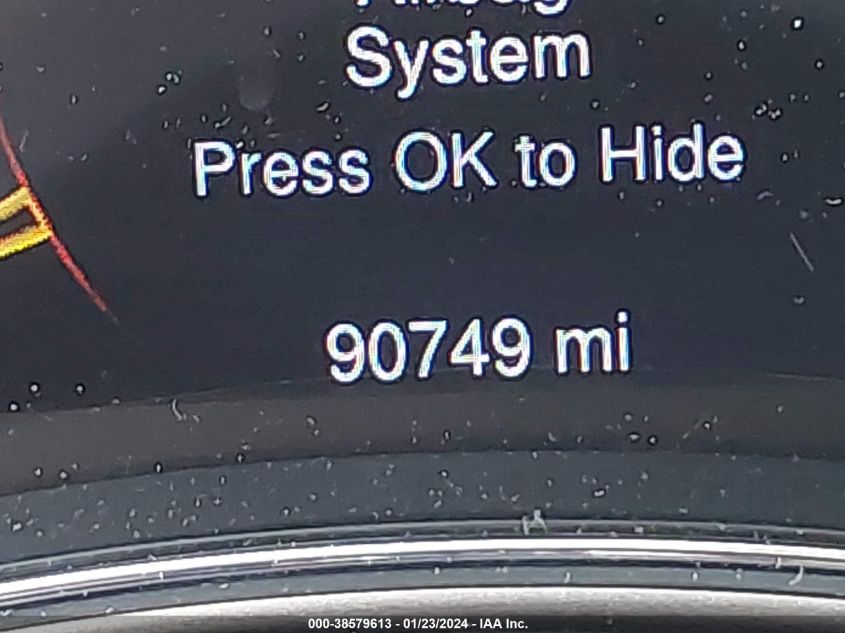 System
Press OK to Hide
90749 mi
000-38579613 - 01/23/2024 - IAA Inc.